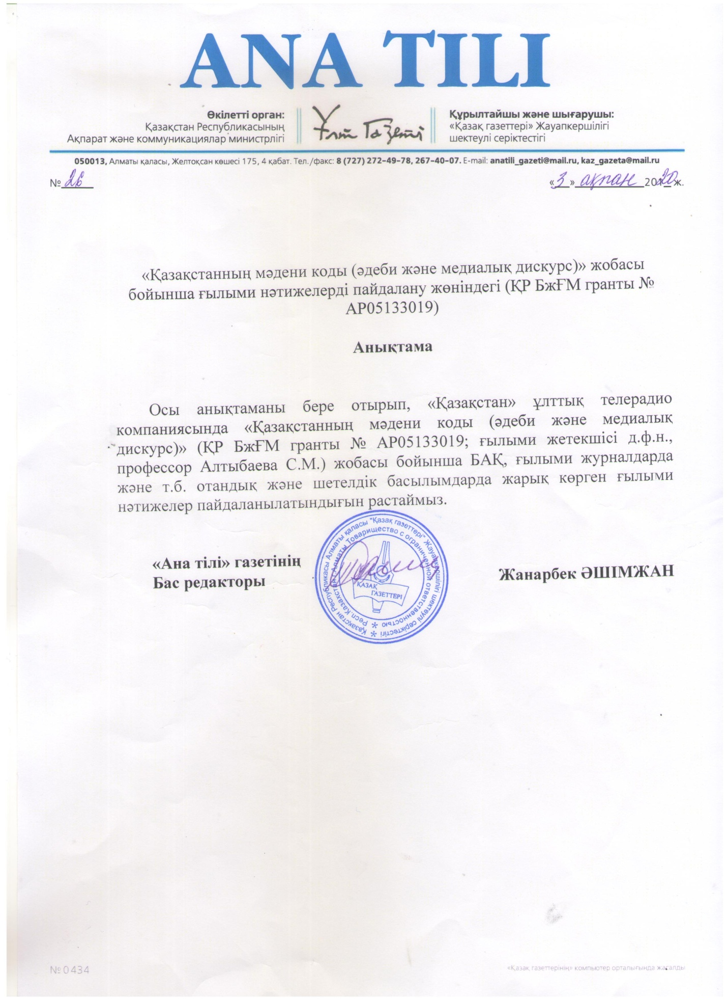 ANA TILI
Өкілетті орган:
Қазақстан Республикасының
Ақпарат және коммуникациялар министрлігі
Ұлт Газеті
Құрылтайшы және шығарушы:
«Қазақ газеттері» Жауапкершілігі
шектеулі серіктестігі
050013, Алматы қаласы, Желтоқсан көшесі 175, 4 қабат. Тел./факс: 8 (727) 272-49-78, 267-40-07. E-mail: anatili_gazeti@mail.ru, kaz_gazeta@mail.ru
№ 26
«3» ақпан 2020 ж.
«Қазақстанның мәдени коды (әдеби және медиалық дискурс)» жобасы
бойынша ғылыми нәтижелерді пайдалану жөніндегі (ҚР БжҒМ гранты №
АР05133019)
Анықтама
Осы анықтаманы бере отырып, «Қазақстан» ұлттық телерадио
компаниясында «Қазақстанның мәдени коды (әдеби және медиалық
дискурс)» (ҚР БжҒМ гранты № АР05133019; ғылыми жетекшісі д.ф.н.,
профессор Алтыбаева С.М.) жобасы бойынша БАҚ, ғылыми журналдарда
және т.б. отандық және шетелдік басылымдарда жарық көрген ғылыми
нәтижелер пайдаланылатындығын растаймыз.
«Ана тілі» газетінің
Бас редакторы
Жанарбек ӘШІМЖАН
Қазақстан Республикасы Алматы қаласы "Қазақ газеттері" Жауапкершілігі шектеулі серіктестігі
Респ.Казахстан г.Алматы Товарищество с ограниченной ответственностью
ҚАЗАҚ
ГАЗЕТТЕРІ
№ 0434
«Қазақ газеттерінің» компьютер орталығында жасалды